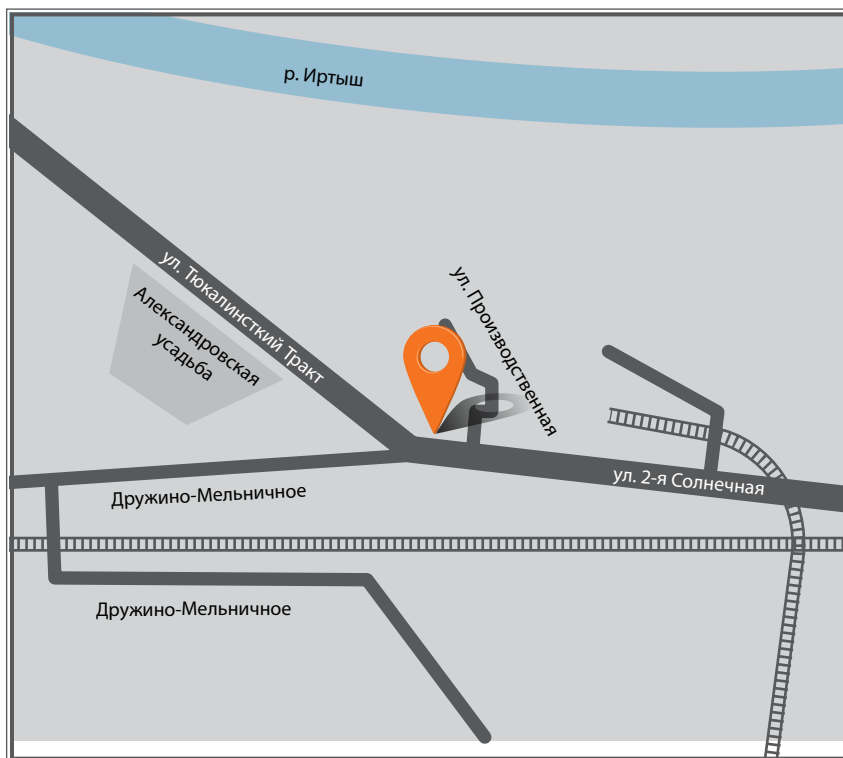 р. Иртыш
ул. Тюкалинсткий Тракт
Александровская
усадьба
ул. Производственная
ул. 2-я Солнечная
Дружино-Мельничное
Дружино-Мельничное